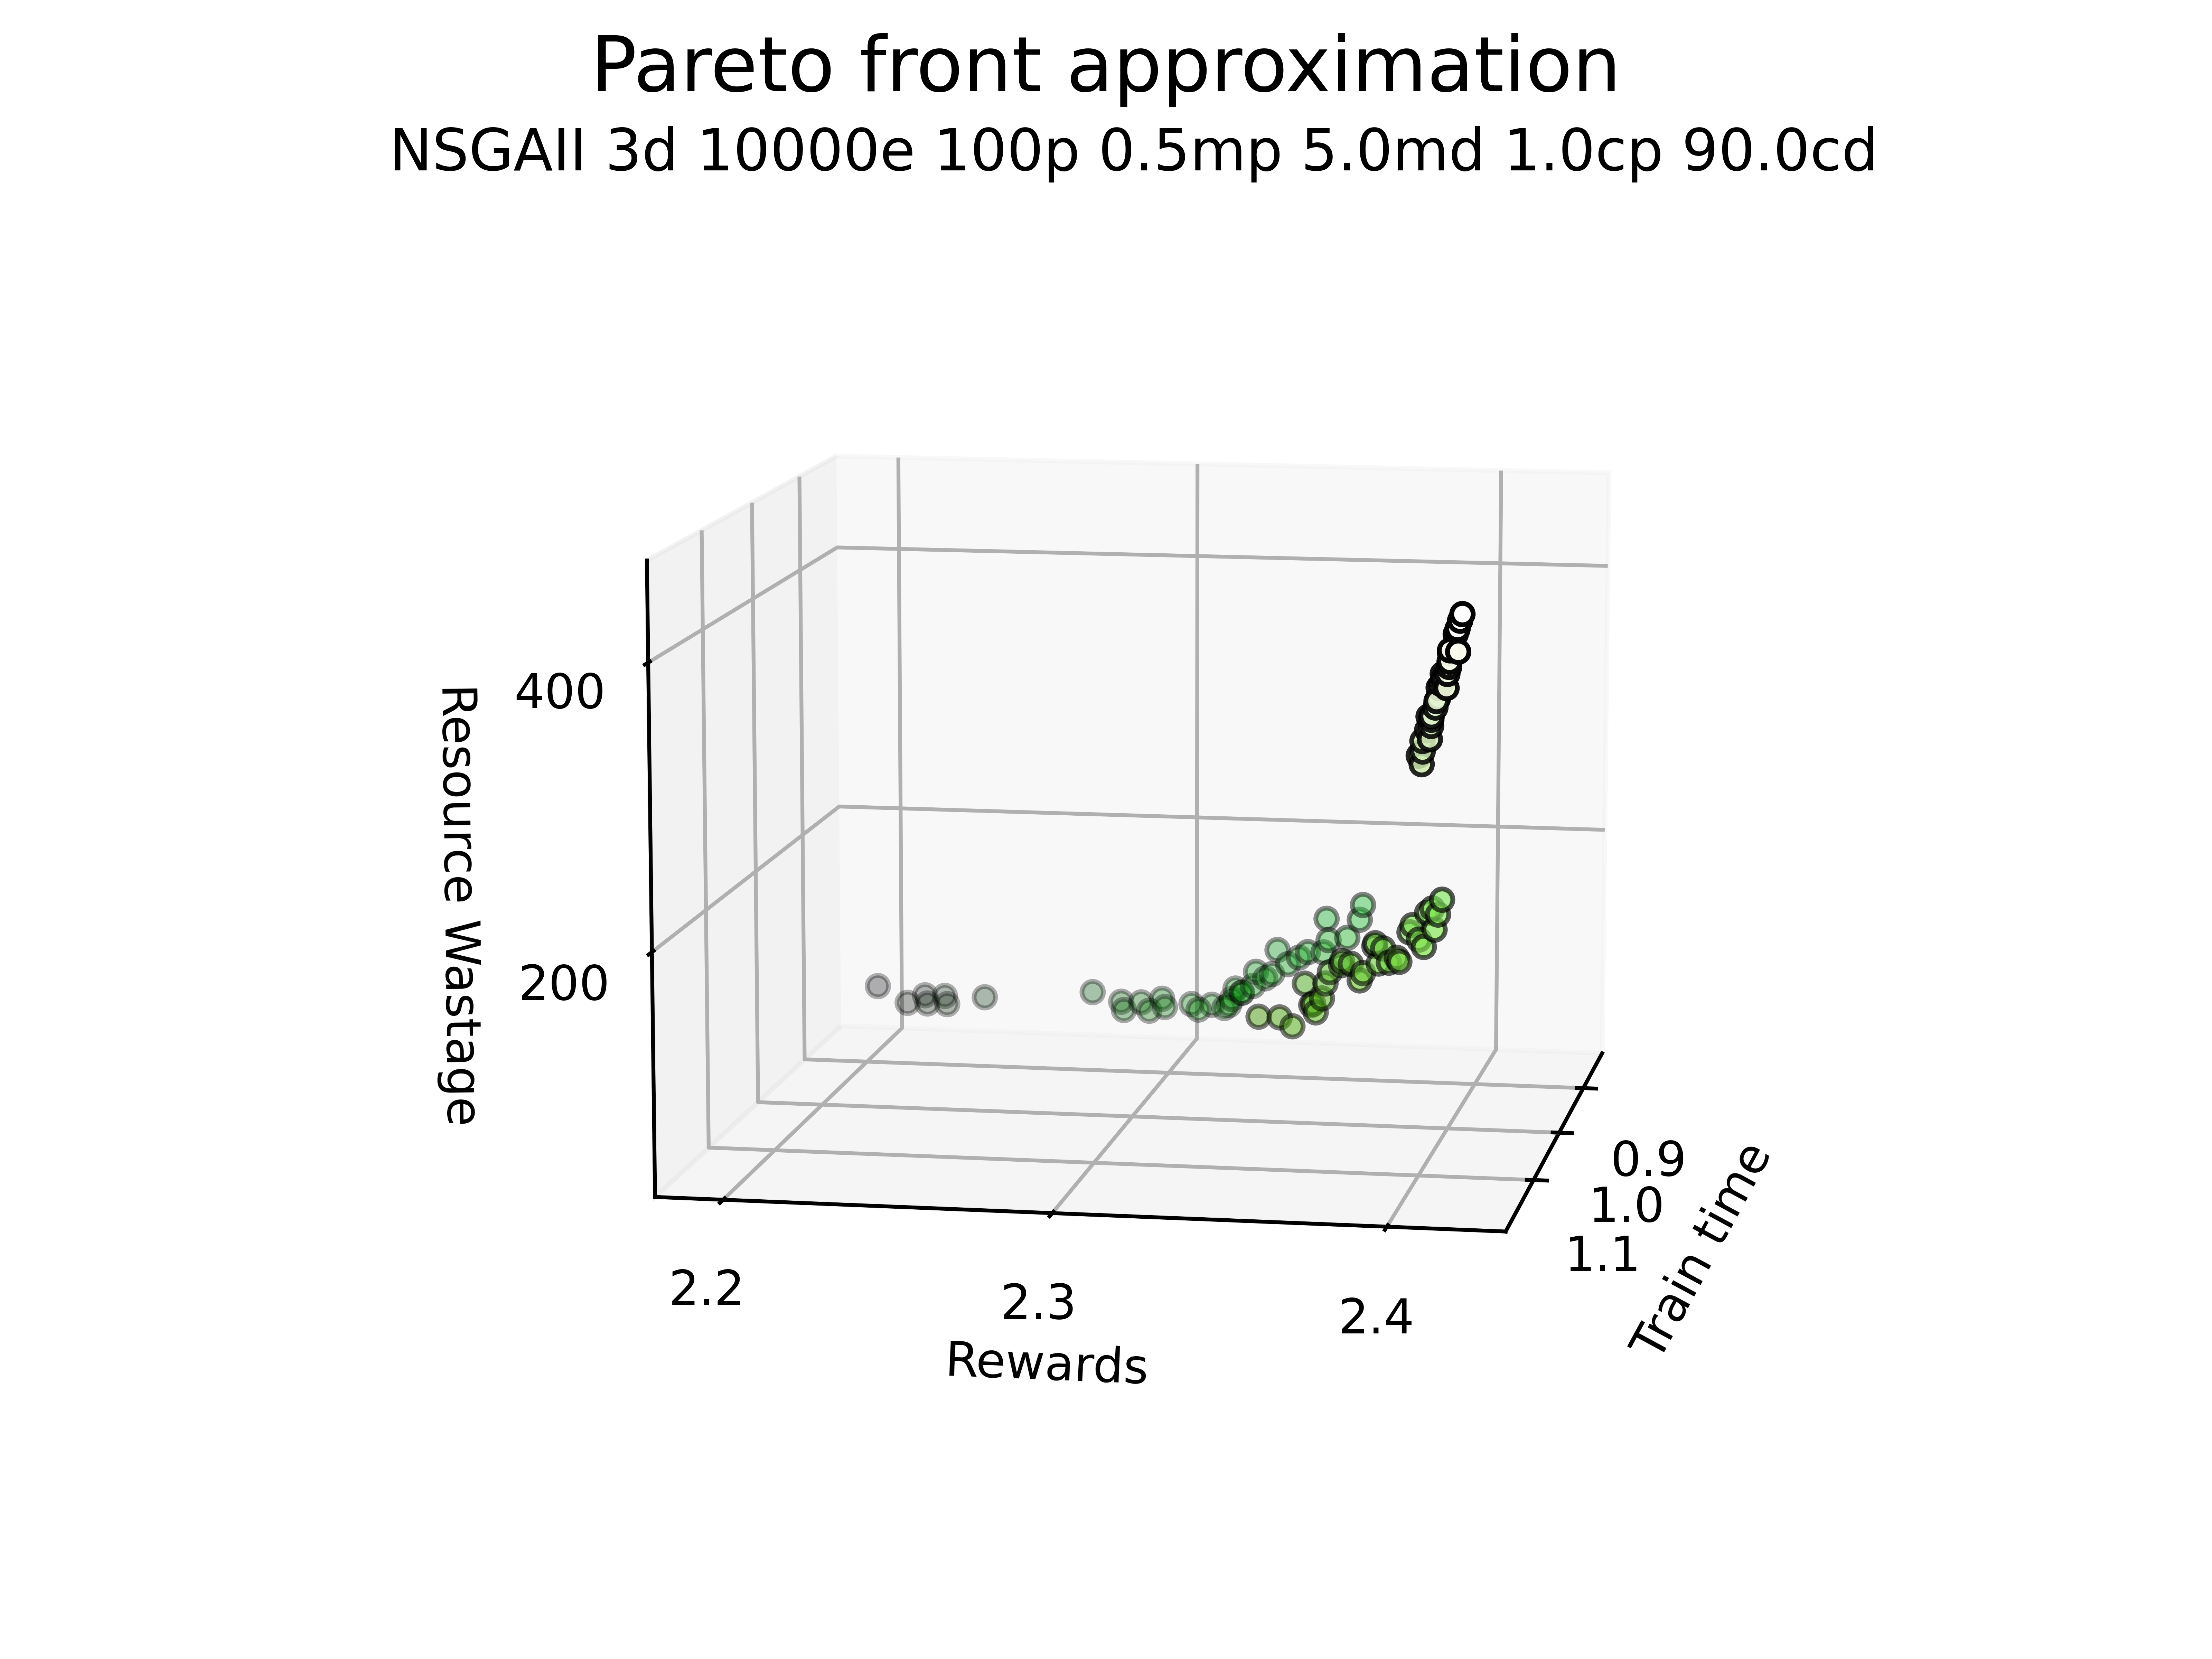 Pareto front approximation
NSGAII 3d 10000e 100p 0.5mp 5.0md 1.0cp 90.0cd
400
200
Resource Wastage
2.2
2.3
2.4
Rewards
0.9
1.0
1.1
Train time